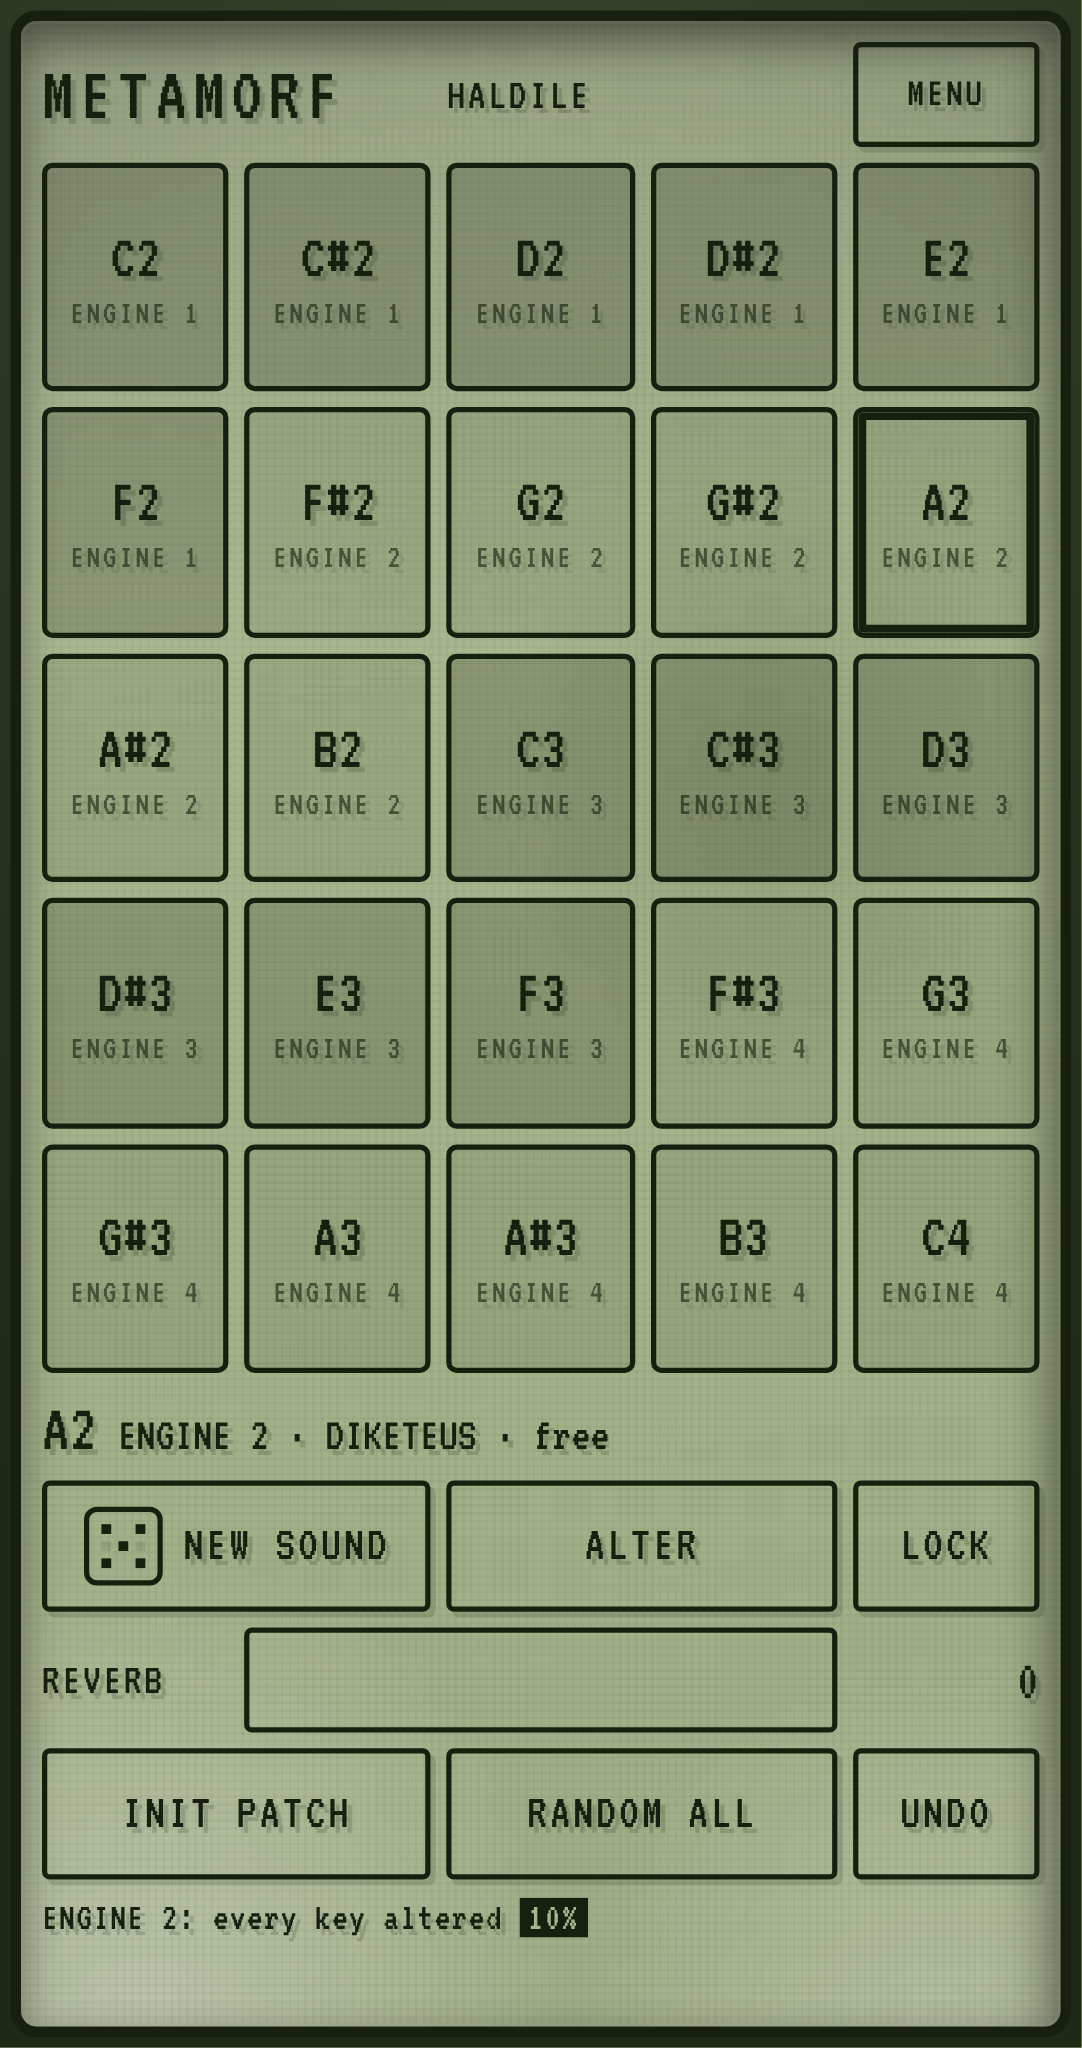 METAMORF HALDILE MENU
C2 C#2 D2 D#2 E2
ENGINE 1 ENGINE 1 ENGINE 1 ENGINE 1 ENGINE 1
F2 F#2 G2 G#2 A2
ENGINE 1 ENGINE 2 ENGINE 2 ENGINE 2 ENGINE 2
A#2 B2 C3 C#3 D3
ENGINE 2 ENGINE 2 ENGINE 3 ENGINE 3 ENGINE 3
D#3 E3 F3 F#3 G3
ENGINE 3 ENGINE 3 ENGINE 3 ENGINE 4 ENGINE 4
G#3 A3 A#3 B3 C4
ENGINE 4 ENGINE 4 ENGINE 4 ENGINE 4 ENGINE 4
A2 ENGINE 2 · DIKETEUS · free
NEW SOUND ALTER LOCK
REVERB 0
INIT PATCH RANDOM ALL UNDO
ENGINE 2: every key altered 10%